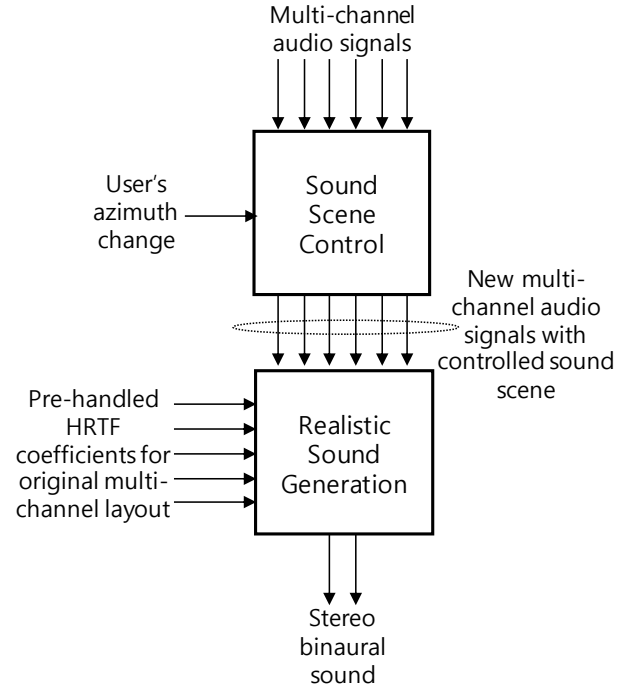 Multi-channel
audio signals
User's
azimuth
change
Sound
Scene
Control
New multi-
channel audio
signals with
controlled sound
scene
Pre-handled
HRTF
coefficients for
original multi-
channel layout
Realistic
Sound
Generation
Stereo
binaural
sound